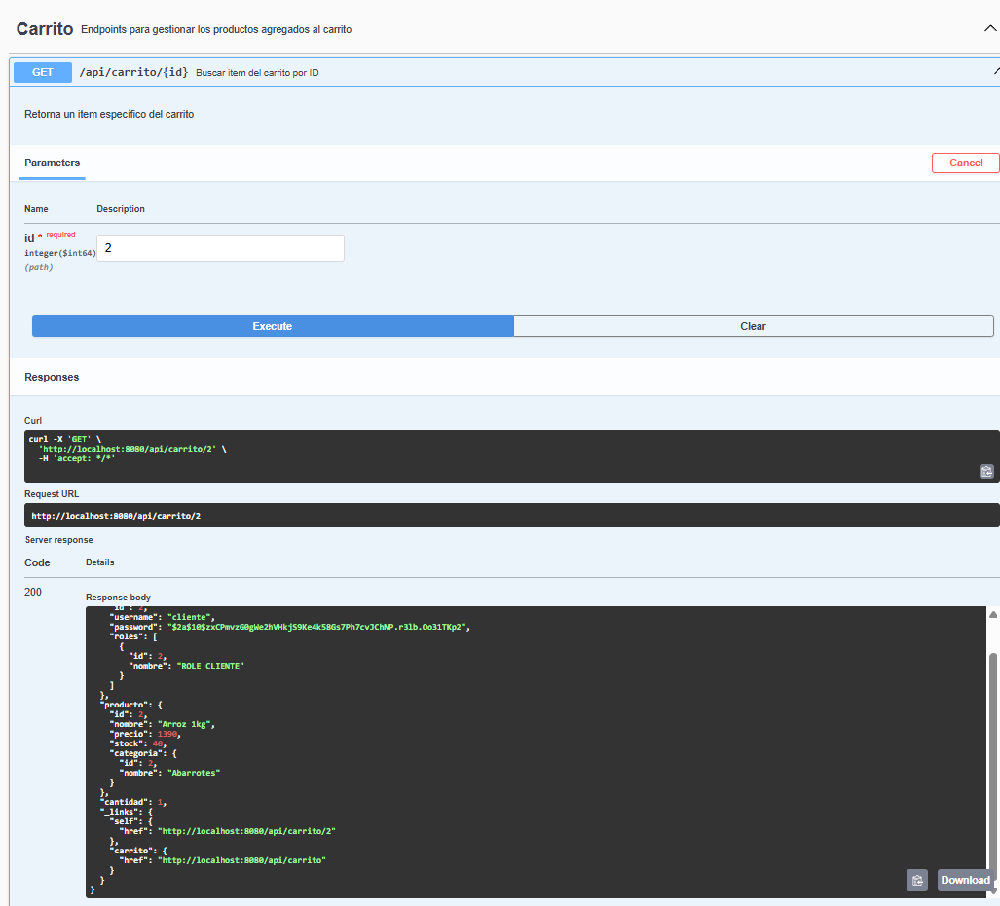 Carrito Endpoints para gestionar los productos agregados al carrito
GET /api/carrito/{id} Buscar item del carrito por ID
Retorna un item específico del carrito
Parameters
Cancel
Name Description
id * required
integer($int64)
(path)
2
Execute Clear
Responses
Curl
curl -X 'GET' \
'http://localhost:8080/api/carrito/2' \
-H 'accept: */*'
Request URL
http://localhost:8080/api/carrito/2
Server response
Code Details
200
Response body
"id": 2,
"username": "cliente",
"password":
"roles": [
{
"id": 2,
"nombre": "ROLE_CLIENTE"
}
]
},
"producto": {
"id": 2,
"nombre": "Arroz 1kg",
"precio": 1390,
"stock": 40,
"categoria": {
"id": 2,
"nombre": "Abarrotes"
}
},
"cantidad": 1,
"_links": {
"self": {
"href": "http://localhost:8080/api/carrito/2"
},
"carrito": {
"href": "http://localhost:8080/api/carrito"
}
}
}
Download